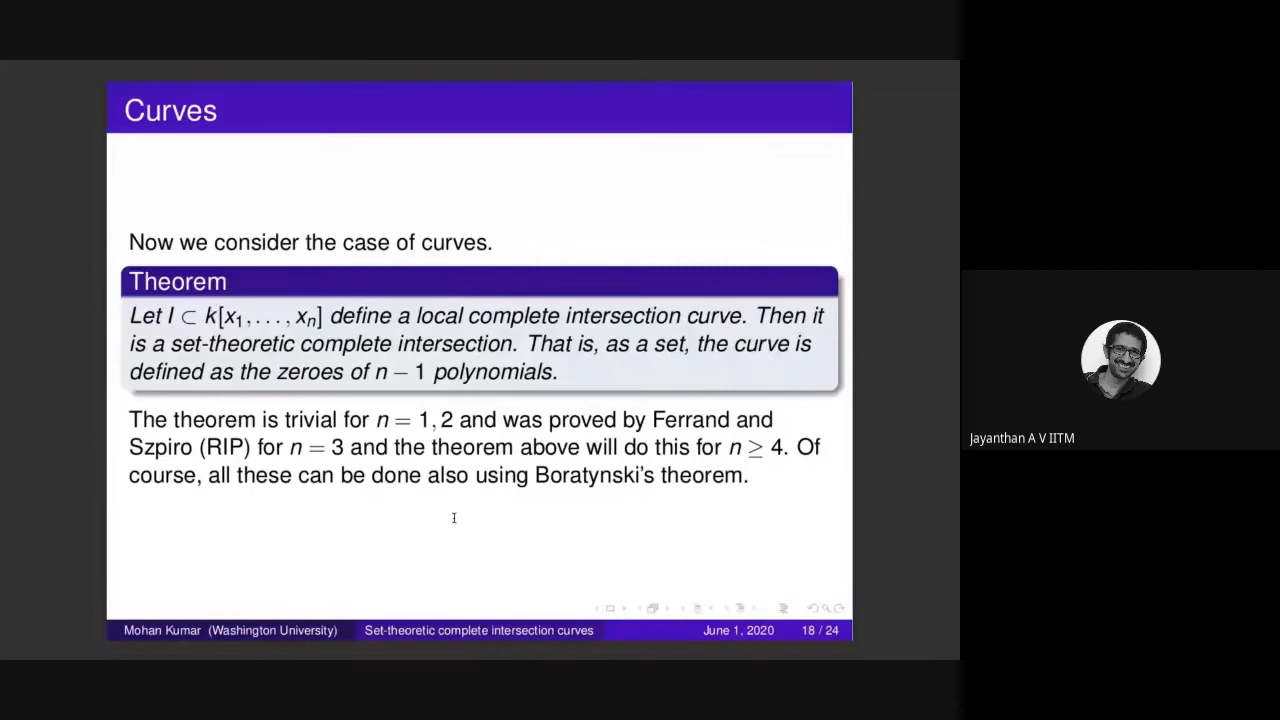 Curves
Now we consider the case of curves.
Theorem
Let I ⊂ k[x₁, . . . , xₙ] define a local complete intersection curve. Then it
is a set-theoretic complete intersection. That is, as a set, the curve is
defined as the zeroes of n − 1 polynomials.
The theorem is trivial for n = 1, 2 and was proved by Ferrand and
Szpiro (RIP) for n = 3 and the theorem above will do this for n ≥ 4. Of
course, all these can be done also using Boratynski's theorem.
Jayanthan A V IITM
Mohan Kumar (Washington University) Set-theoretic complete intersection curves June 1, 2020 18 / 24